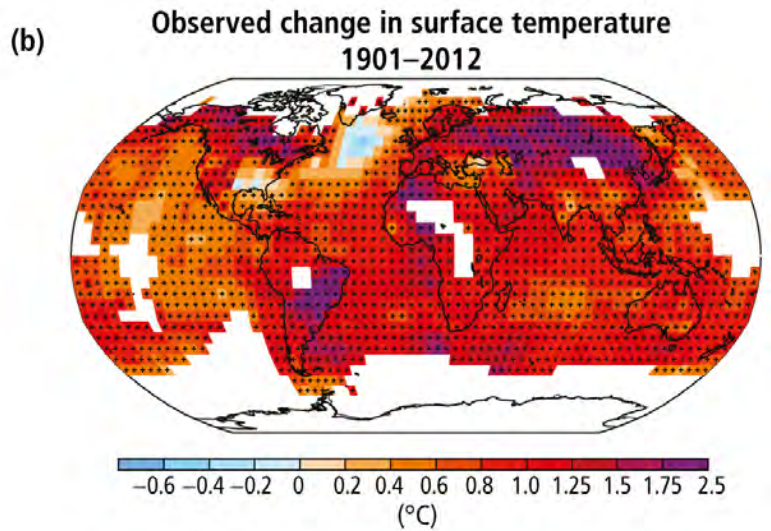 (b)
Observed change in surface temperature
1901–2012
−0.6 −0.4 −0.2 0 0.2 0.4 0.6 0.8 1.0 1.25 1.5 1.75 2.5
(°C)